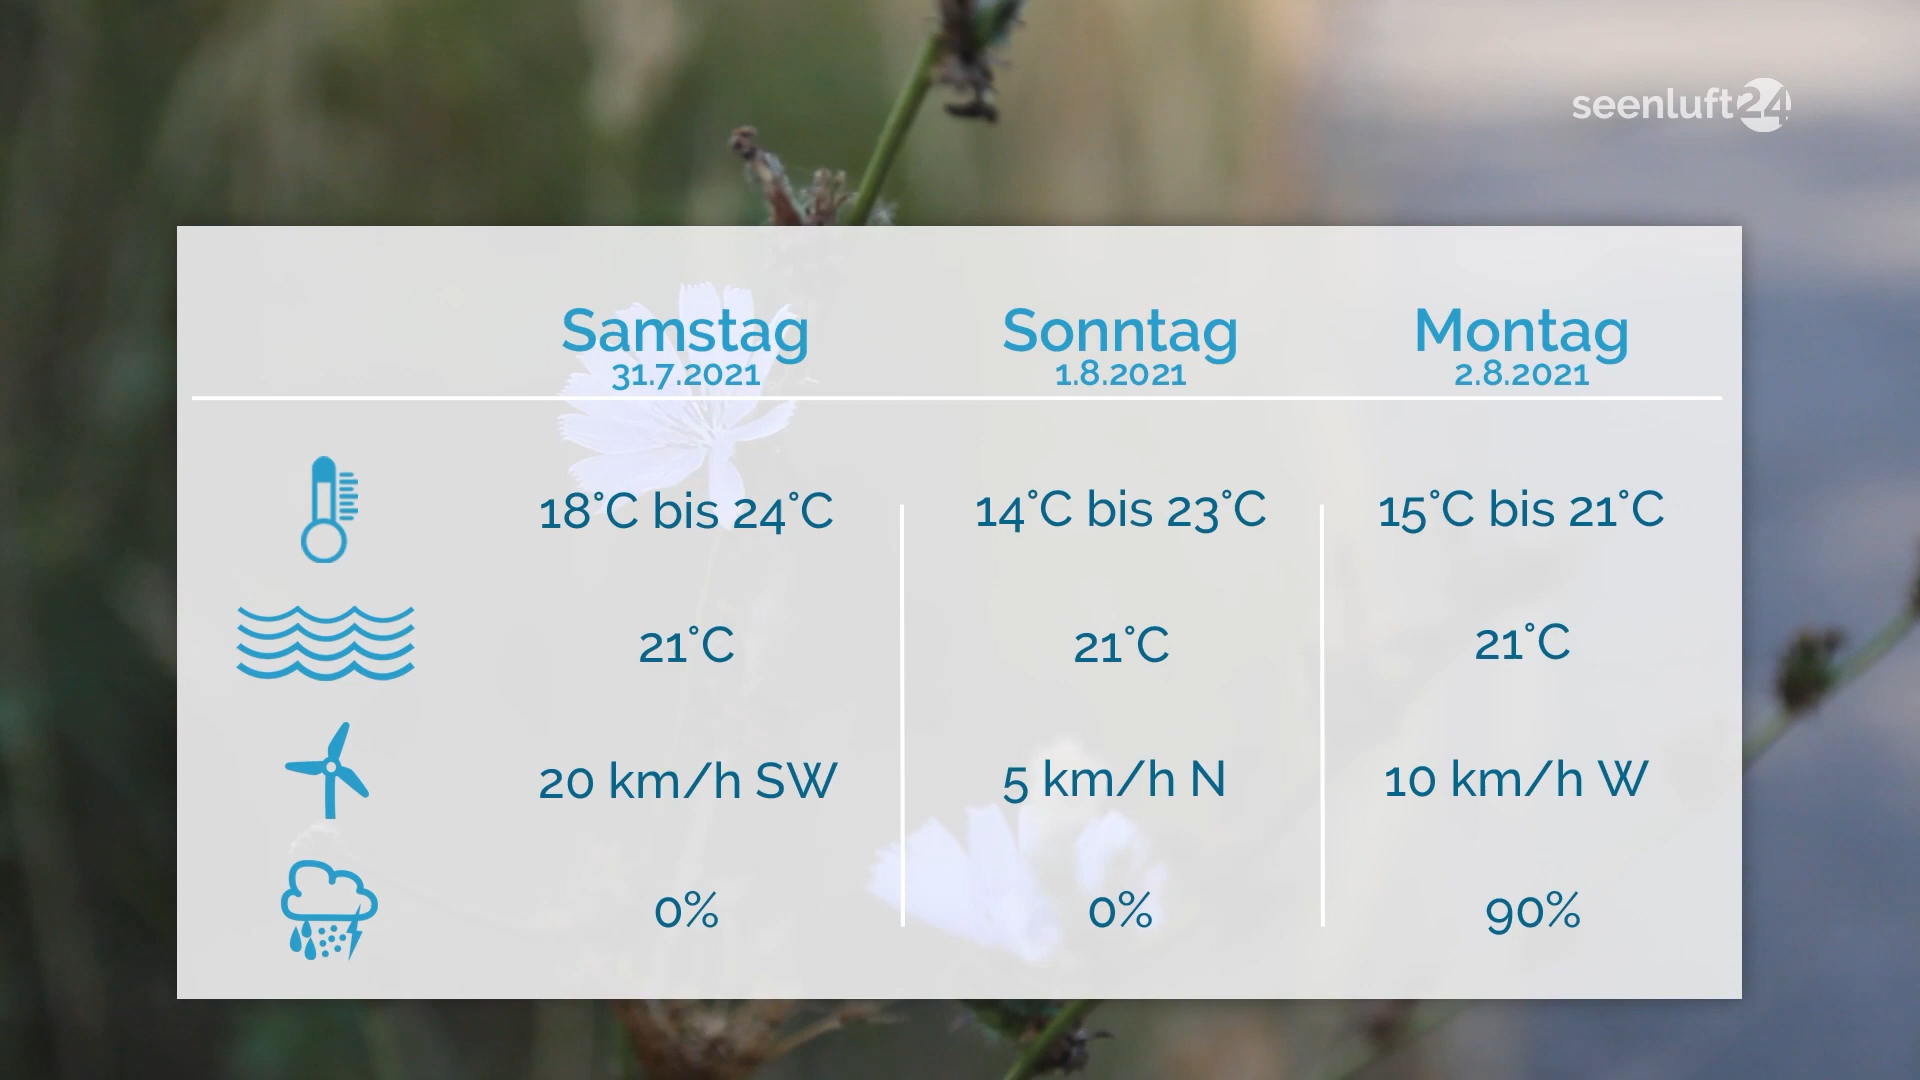 seenluft24
Samstag Sonntag Montag
31.7.2021 1.8.2021 2.8.2021
18°C bis 24°C 14°C bis 23°C 15°C bis 21°C
21°C 21°C 21°C
20 km/h SW 5 km/h N 10 km/h W
0% 0% 90%